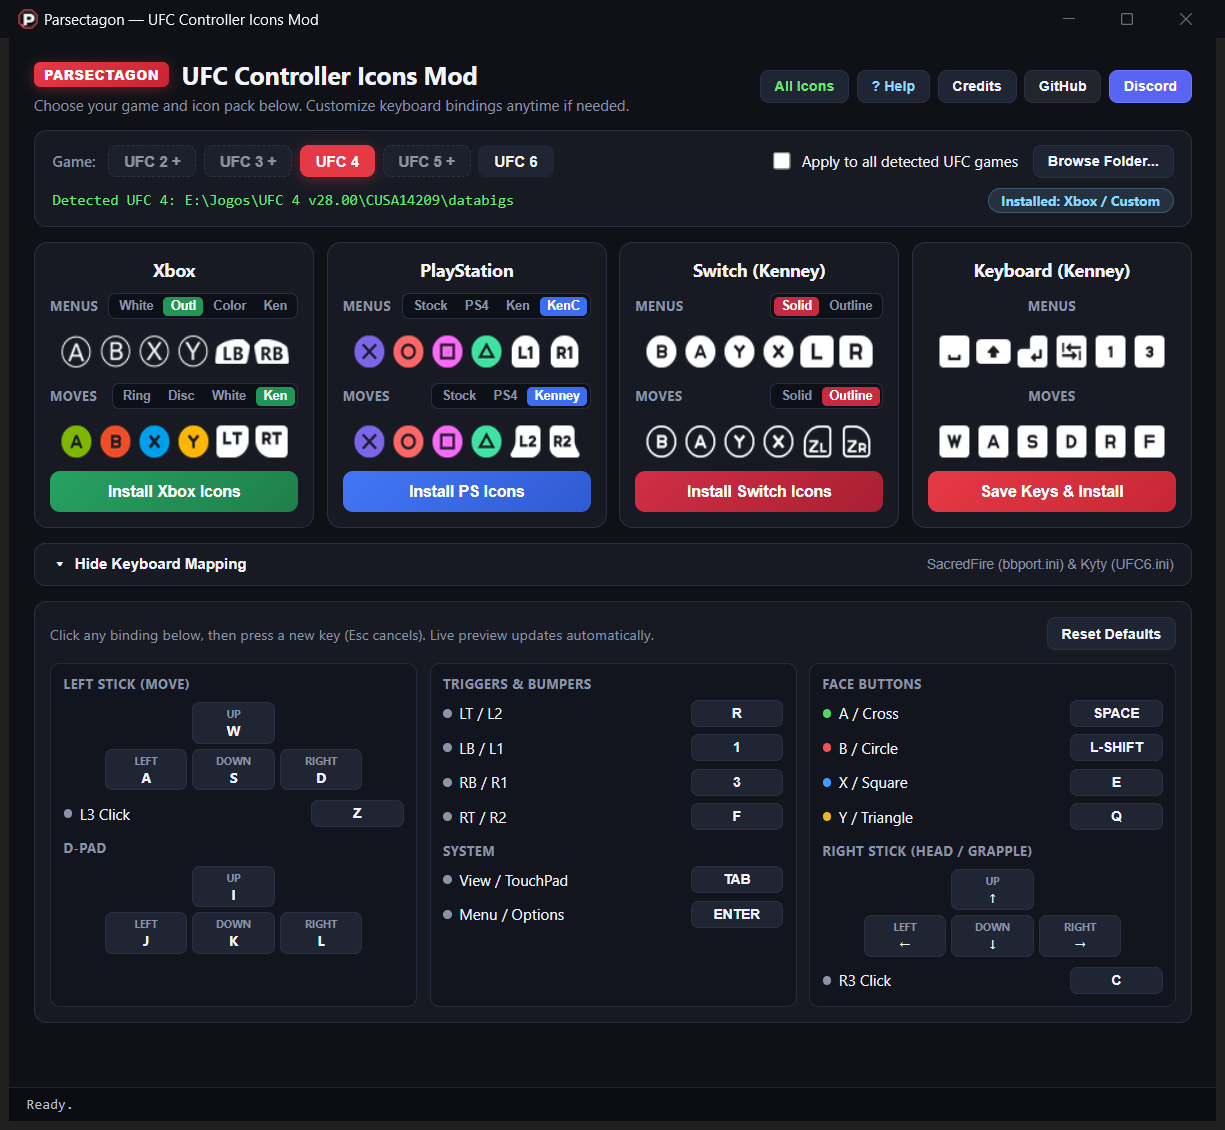 Parsectagon — UFC Controller Icons Mod
PARSECTAGON UFC Controller Icons Mod
Choose your game and icon pack below. Customize keyboard bindings anytime if needed.
All Icons ? Help Credits GitHub Discord
Game: UFC 2 + UFC 3 + UFC 4 UFC 5 + UFC 6 Apply to all detected UFC games Browse Folder...
Detected UFC 4: E:\Jogos\UFC 4 v28.00\CUSA14209\databigs Installed: Xbox / Custom
Xbox
MENUS White Outl Color Ken
A B X Y LB RB
MOVES Ring Disc White Ken
A B X Y LT RT
Install Xbox Icons
PlayStation
MENUS Stock PS4 Ken KenC
L1 R1
MOVES Stock PS4 Kenney
L2 R2
Install PS Icons
Switch (Kenney)
MENUS Solid Outline
B A Y X L R
MOVES Solid Outline
B A Y X ZL ZR
Install Switch Icons
Keyboard (Kenney)
MENUS
1 3
MOVES
W A S D R F
Save Keys & Install
Hide Keyboard Mapping SacredFire (bbport.ini) & Kyty (UFC6.ini)
Click any binding below, then press a new key (Esc cancels). Live preview updates automatically. Reset Defaults
LEFT STICK (MOVE)
UP
W
LEFT DOWN RIGHT
A S D
L3 Click Z
D-PAD
UP
I
LEFT DOWN RIGHT
J K L
TRIGGERS & BUMPERS
LT / L2 R
LB / L1 1
RB / R1 3
RT / R2 F
SYSTEM
View / TouchPad TAB
Menu / Options ENTER
FACE BUTTONS
A / Cross SPACE
B / Circle L-SHIFT
X / Square E
Y / Triangle Q
RIGHT STICK (HEAD / GRAPPLE)
UP
↑
LEFT DOWN RIGHT
← ↓ →
R3 Click C
Ready.